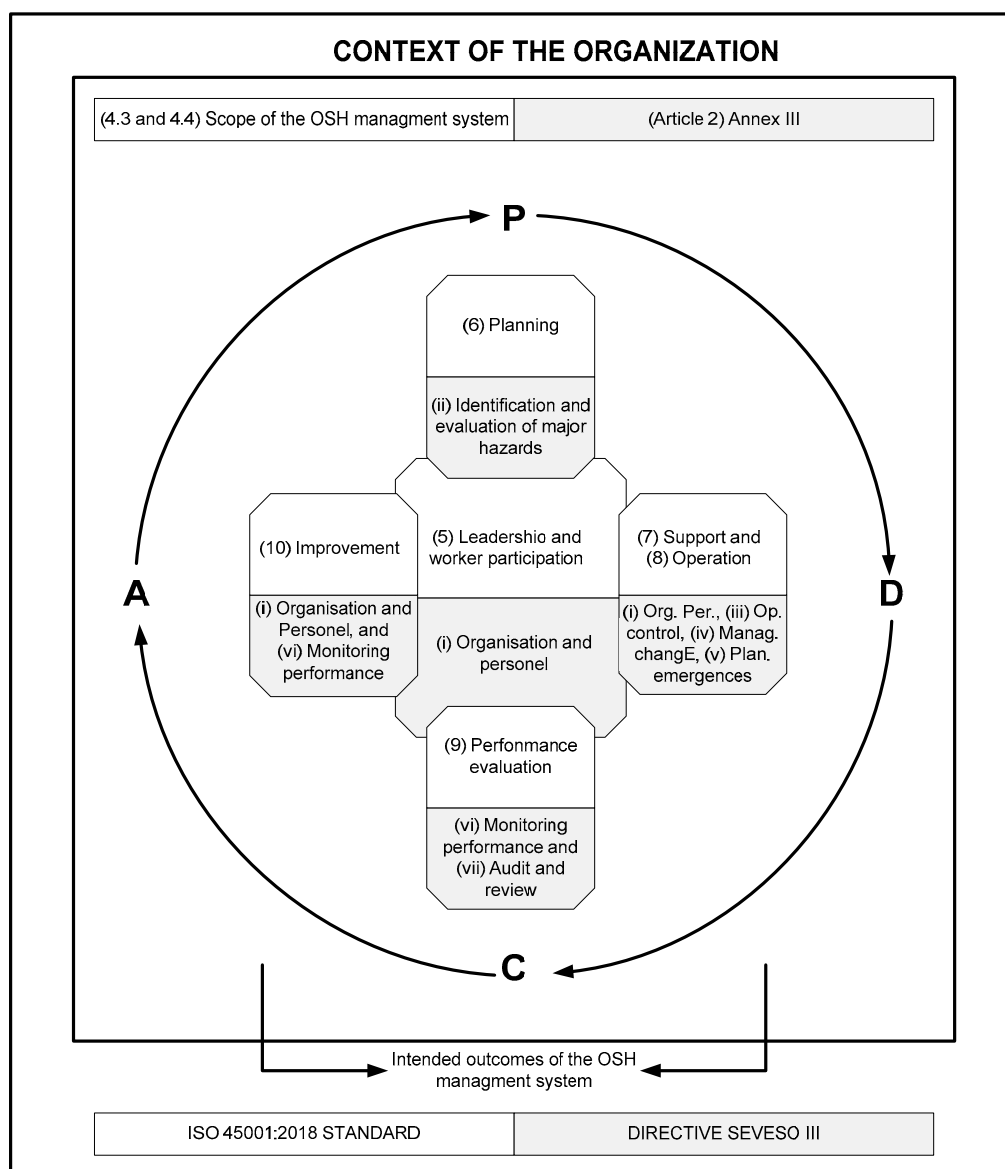 CONTEXT OF THE ORGANIZATION
(4.3 and 4.4) Scope of the OSH managment system
(Article 2) Annex III
P
(6) Planning
(ii) Identification and
evaluation of major
hazards
(10) Improvement
(5) Leadershio and
worker participation
(7) Support and
(8) Operation
A
D
(i) Organisation and
Personel, and
(vi) Monitoring
performance
(i) Organisation and
personel
(i) Org. Per., (iii) Op.
control, (iv) Manag.
changE, (v) Plan.
emergences
(9) Perfonmance
evaluation
(vi) Monitoring
performance and
(vii) Audit and
review
C
Intended outcomes of the OSH
managment system
ISO 45001:2018 STANDARD
DIRECTIVE SEVESO III